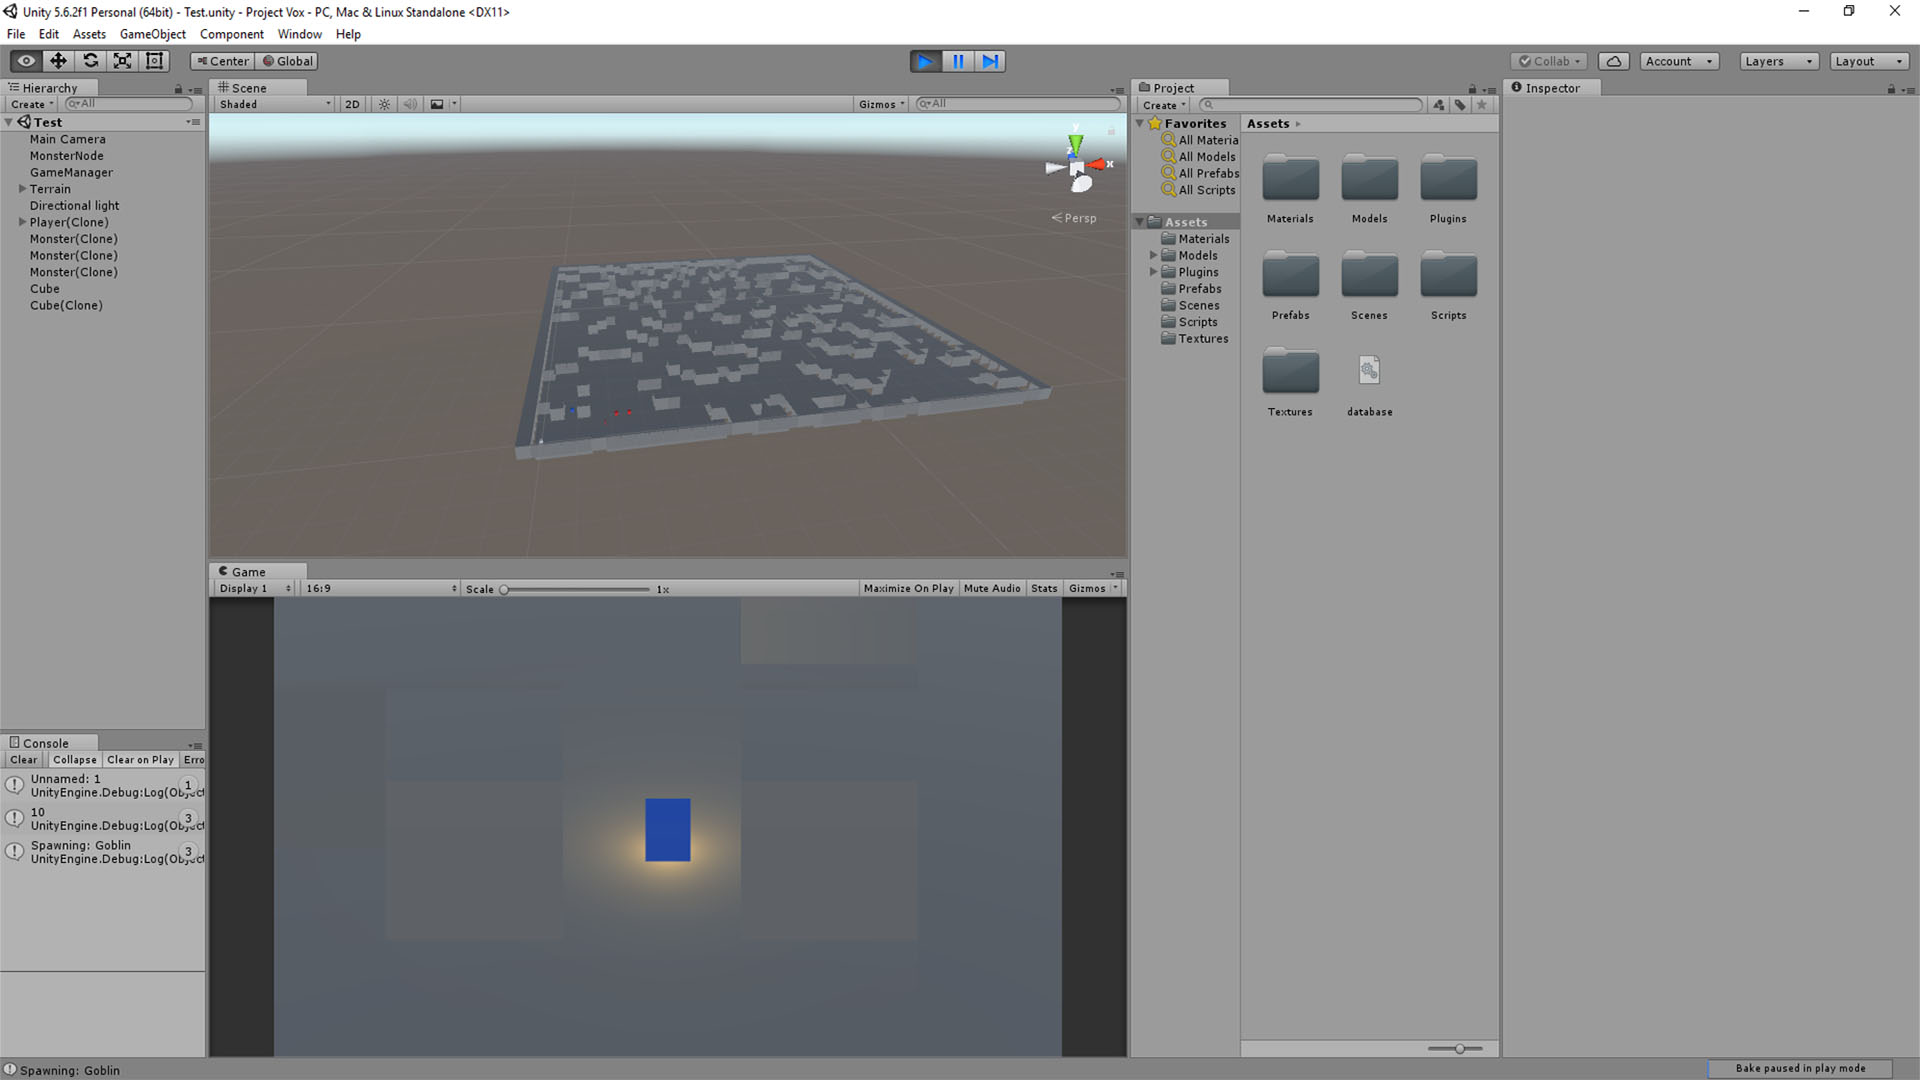 Unity 5.6.2f1 Personal (64bit) - Test.unity - Project Vox - PC, Mac & Linux Standalone <DX11>
File Edit Assets GameObject Component Window Help
Center Global Collab Account Layers Layout
Hierarchy
Create All
Test
Main Camera
MonsterNode
GameManager
Terrain
Directional light
Player(Clone)
Monster(Clone)
Monster(Clone)
Monster(Clone)
Cube
Cube(Clone)
Scene
Shaded 2D Gizmos All
y
z
x
Persp
Game
Display 1 16:9 Scale 1x Maximize On Play Mute Audio Stats Gizmos
Project
Create
Favorites
All Materia
All Models
All Prefabs
All Scripts
Assets
Materials
Models
Plugins
Prefabs
Scenes
Scripts
Textures
Assets
Materials Models Plugins
Prefabs Scenes Scripts
Textures database
Inspector
Console
Clear Collapse Clear on Play Erro
Unnamed: 1
UnityEngine.Debug:Log(Object
1
10
UnityEngine.Debug:Log(Object
3
Spawning: Goblin
UnityEngine.Debug:Log(Object
3
Spawning: Goblin
Bake paused in play mode